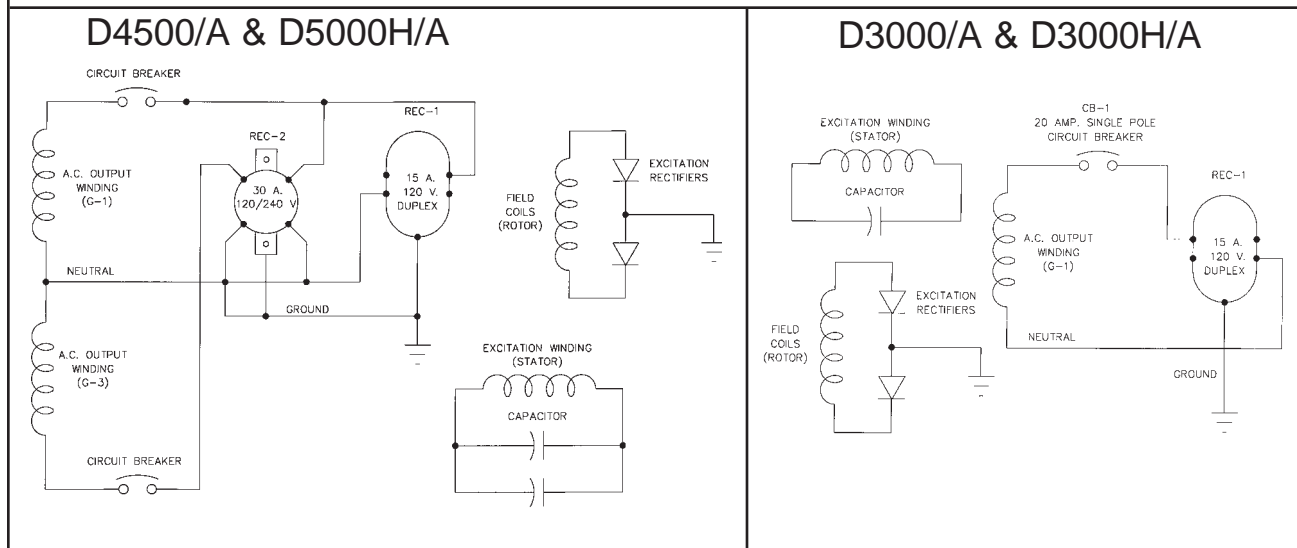 D4500/A & D5000H/A
CIRCUIT BREAKER
REC-1
REC-2
A.C. OUTPUT
WINDING
(G-1)
30 A.
120/240 V
15 A.
120 V.
DUPLEX
EXCITATION
RECTIFIERS
FIELD
COILS
(ROTOR)
NEUTRAL
GROUND
A.C. OUTPUT
WINDING
(G-3)
EXCITATION WINDING
(STATOR)
CAPACITOR
CIRCUIT BREAKER
D3000/A & D3000H/A
CB-1
20 AMP. SINGLE POLE
CIRCUIT BREAKER
EXCITATION WINDING
(STATOR)
CAPACITOR
REC-1
A.C. OUTPUT
WINDING
(G-1)
15 A.
120 V.
DUPLEX
EXCITATION
RECTIFIERS
FIELD
COILS
(ROTOR)
NEUTRAL
GROUND